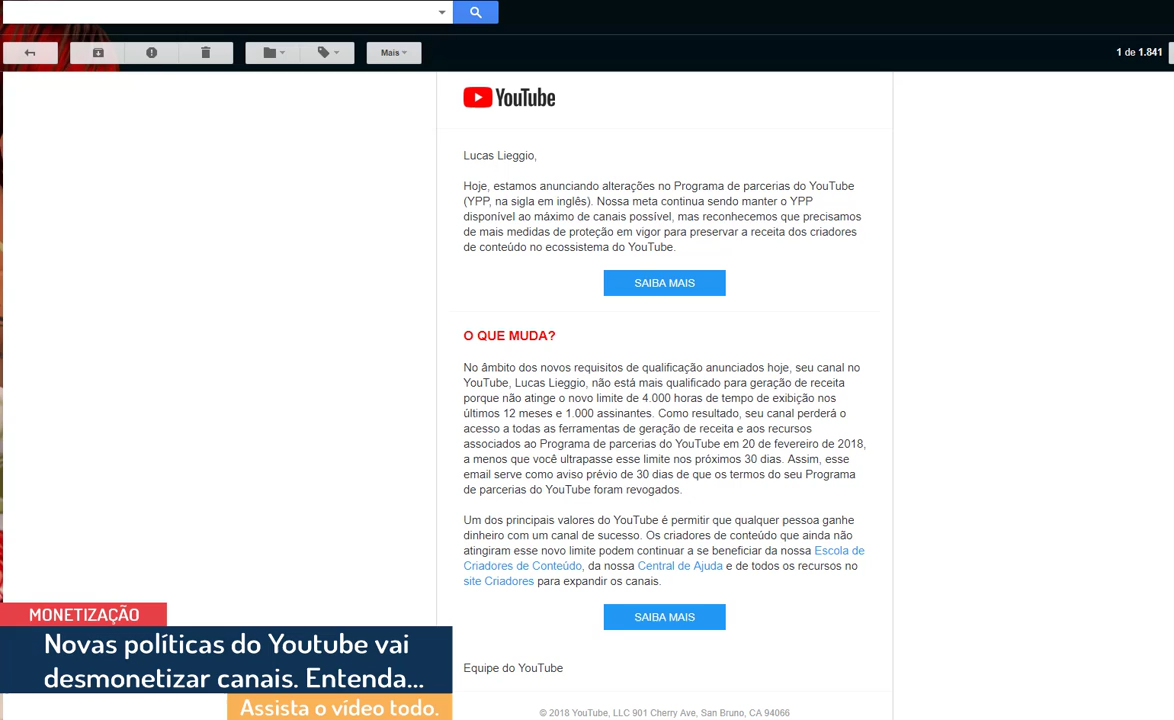 Mais
1 de 1.841
YouTube
Lucas Lieggio,
Hoje, estamos anunciando alterações no Programa de parcerias do YouTube
(YPP, na sigla em inglês). Nossa meta continua sendo manter o YPP
disponível ao máximo de canais possível, mas reconhecemos que precisamos
de mais medidas de proteção em vigor para preservar a receita dos criadores
de conteúdo no ecossistema do YouTube.
SAIBA MAIS
O QUE MUDA?
No âmbito dos novos requisitos de qualificação anunciados hoje, seu canal no
YouTube, Lucas Lieggio, não está mais qualificado para geração de receita
porque não atinge o novo limite de 4.000 horas de tempo de exibição nos
últimos 12 meses e 1.000 assinantes. Como resultado, seu canal perderá o
acesso a todas as ferramentas de geração de receita e aos recursos
associados ao Programa de parcerias do YouTube em 20 de fevereiro de 2018,
a menos que você ultrapasse esse limite nos próximos 30 dias. Assim, esse
email serve como aviso prévio de 30 dias de que os termos do seu Programa
de parcerias do YouTube foram revogados.
Um dos principais valores do YouTube é permitir que qualquer pessoa ganhe
dinheiro com um canal de sucesso. Os criadores de conteúdo que ainda não
atingiram esse novo limite podem continuar a se beneficiar da nossa Escola de
Criadores de Conteúdo, da nossa Central de Ajuda e de todos os recursos no
site Criadores para expandir os canais.
SAIBA MAIS
Equipe do YouTube
© 2018 YouTube, LLC 901 Cherry Ave, San Bruno, CA 94066
MONETIZAÇÃO
Novas políticas do Youtube vai
desmonetizar canais. Entenda...
Assista o vídeo todo.